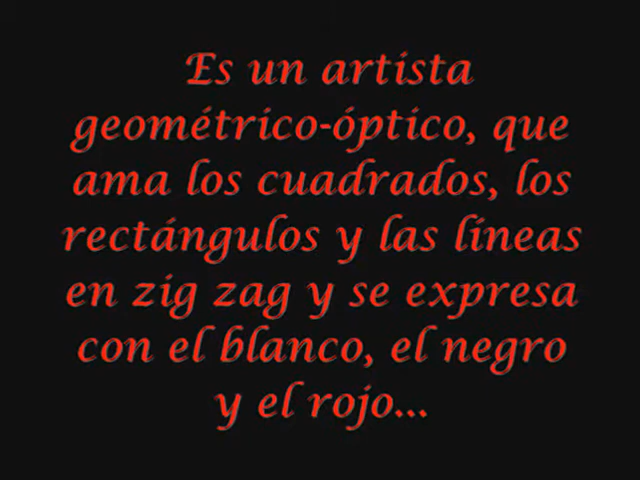 Es un artista
geométrico-óptico, que
ama los cuadrados, los
rectángulos y las líneas
en zig zag y se expresa
con el blanco, el negro
y el rojo...